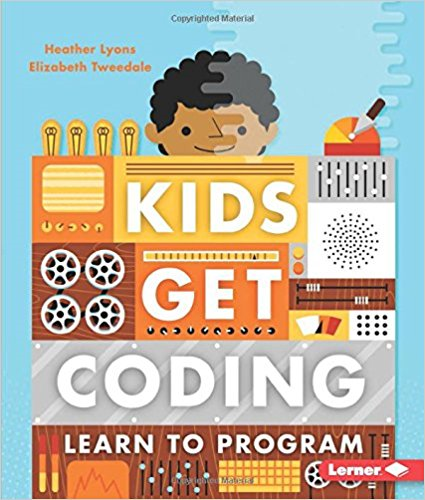 Copyrighted Material
Heather Lyons
Elizabeth Tweedale
KIDS
GET
CODING
LEARN TO PROGRAM
Lerner